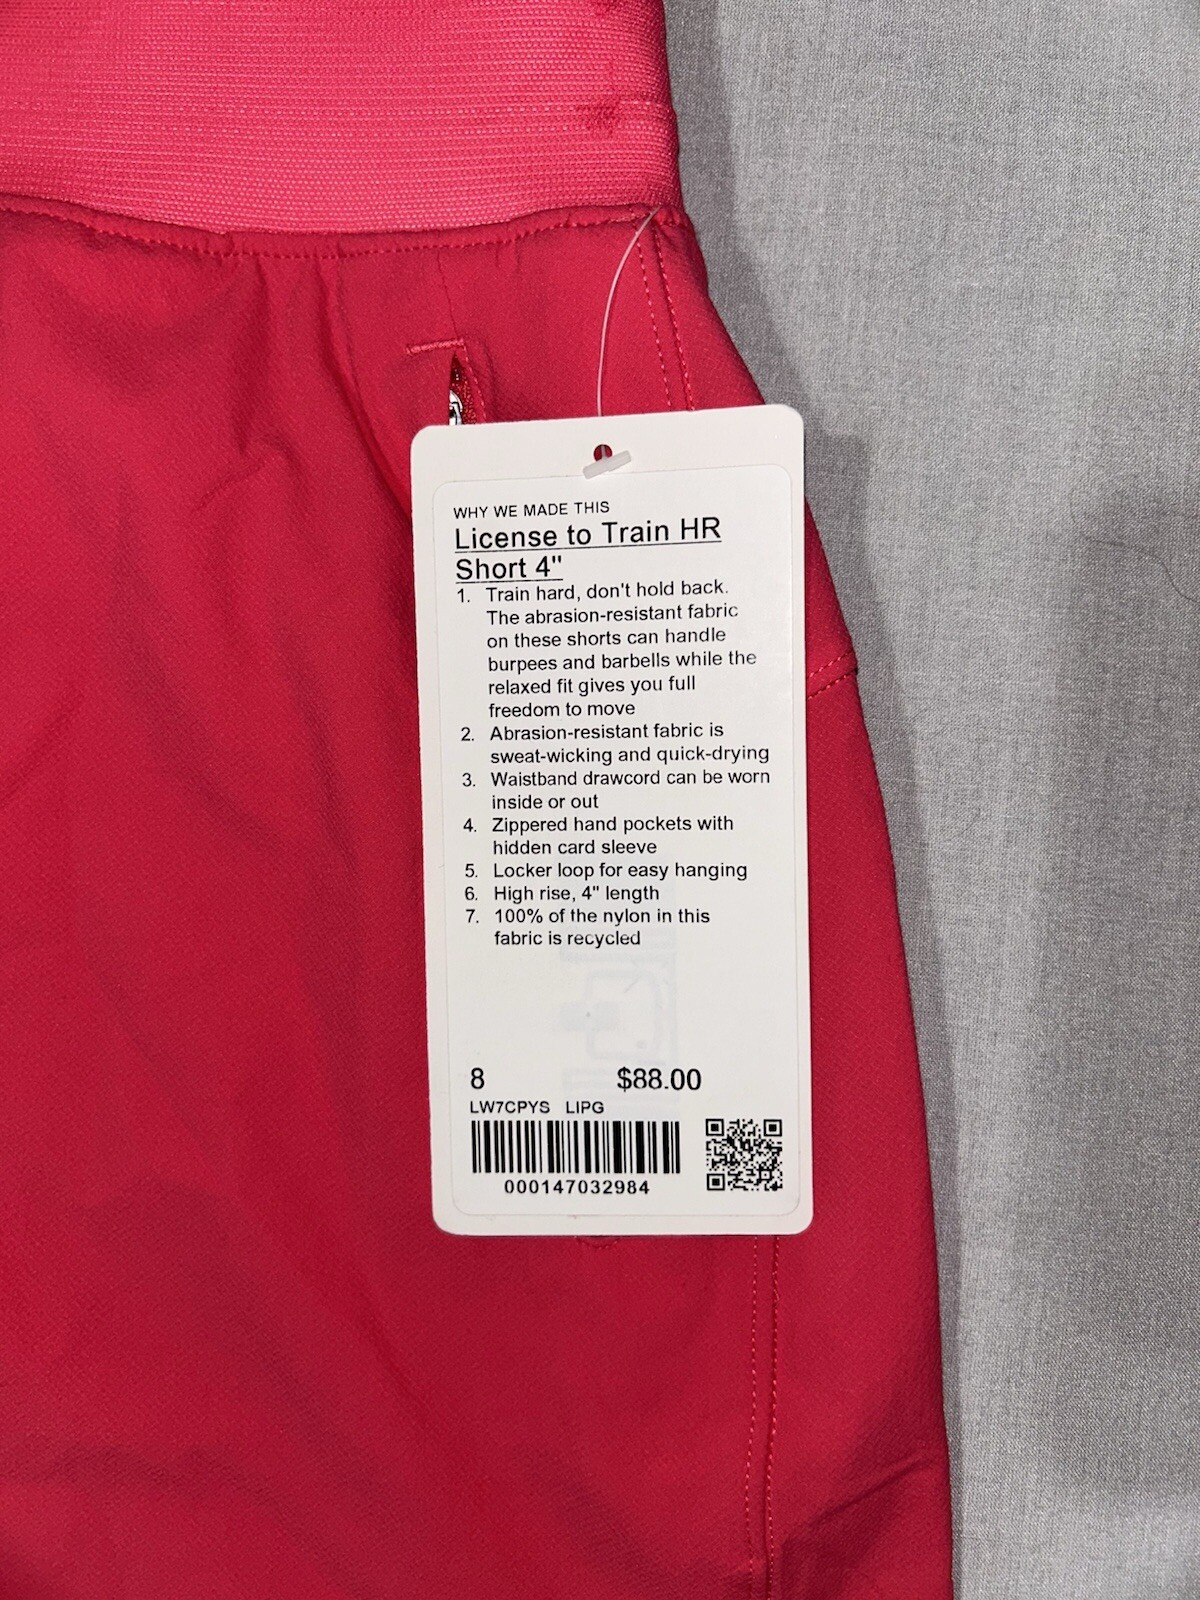 WHY WE MADE THIS
License to Train HR
Short 4"
1. Train hard, don't hold back.
The abrasion-resistant fabric
on these shorts can handle
burpees and barbells while the
relaxed fit gives you full
freedom to move
2. Abrasion-resistant fabric is
sweat-wicking and quick-drying
3. Waistband drawcord can be worn
inside or out
4. Zippered hand pockets with
hidden card sleeve
5. Locker loop for easy hanging
6. High rise, 4" length
7. 100% of the nylon in this
fabric is recycled
8 $88.00
LW7CPYS LIPG
000147032984